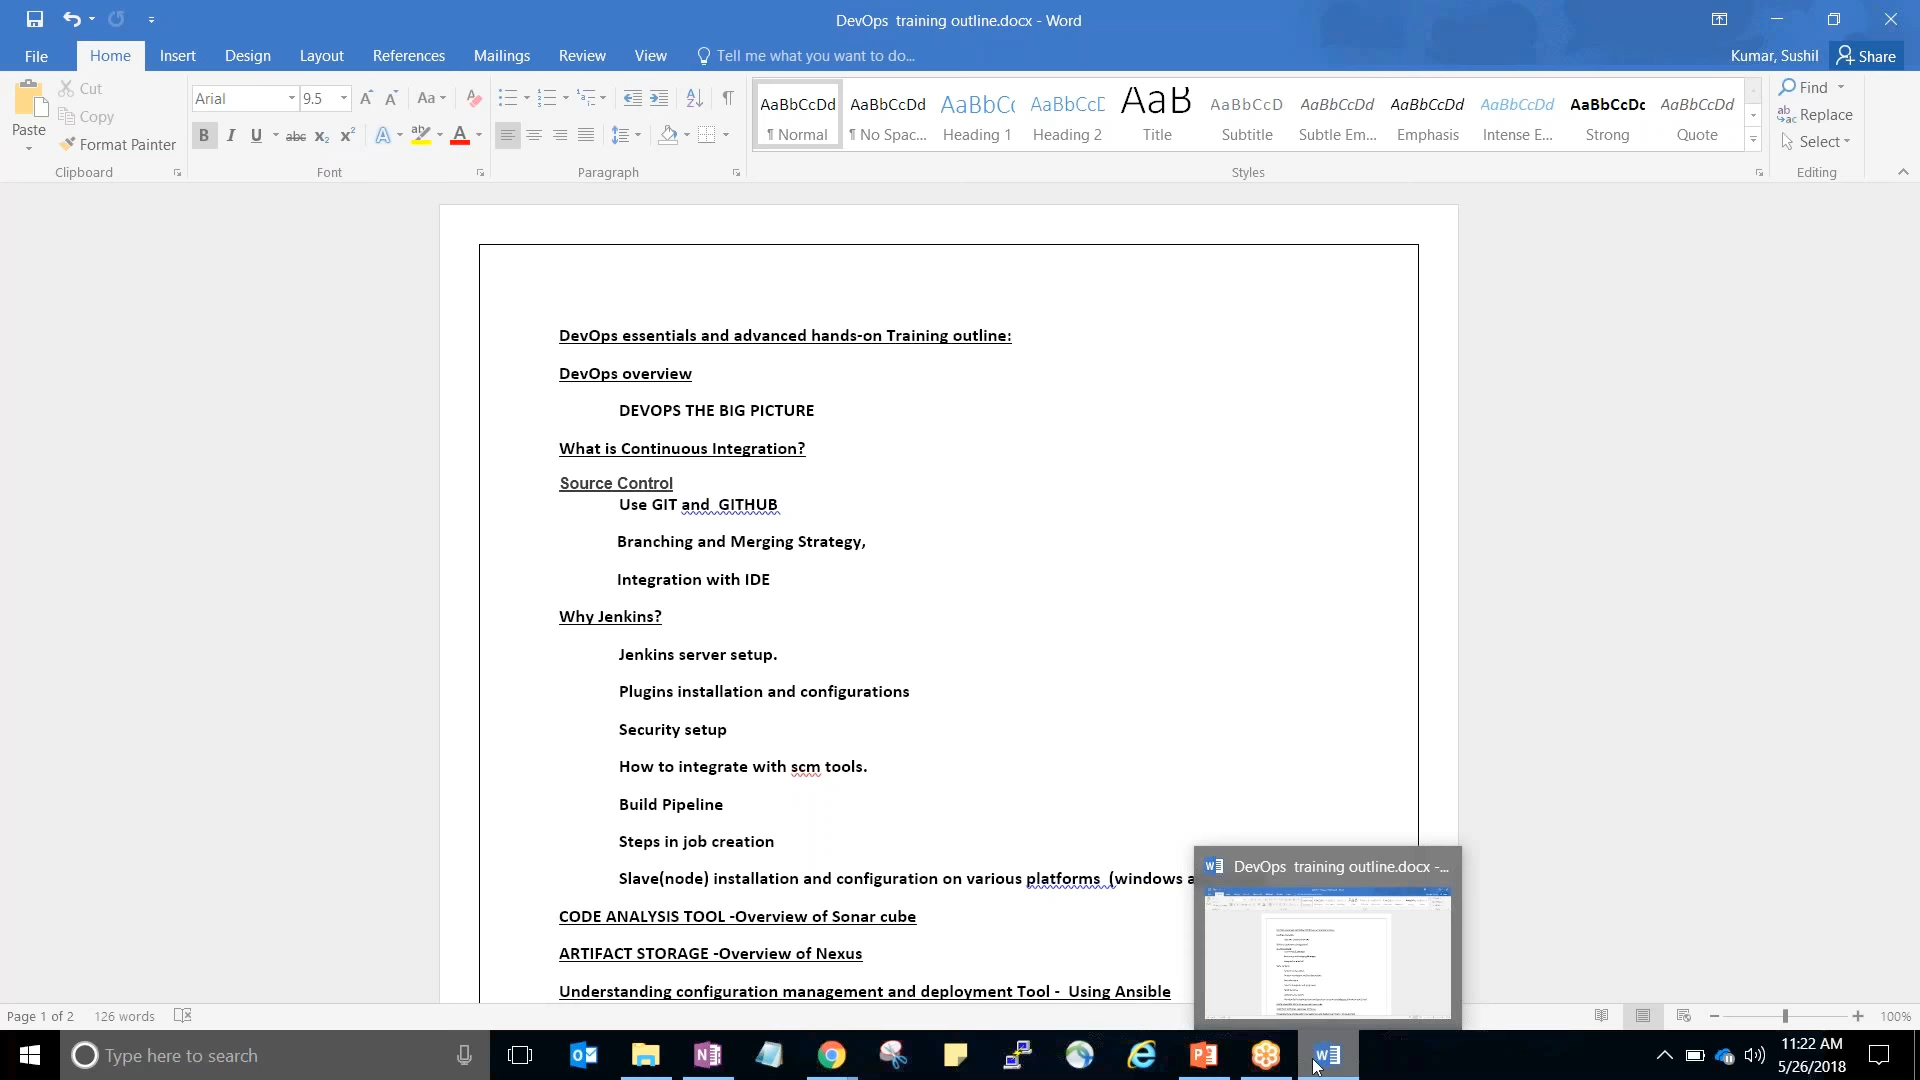 DevOps  training outline.docx - Word
File
Home
Insert
Design
Layout
References
Mailings
Review
View
Tell me what you want to do...
Kumar, Sushil
Share
Paste
Cut
Copy
Format Painter
Clipboard
Arial
9.5
Font
Paragraph
AaBbCcDd
¶ Normal
AaBbCcDd
¶ No Spac...
AaBbCc
Heading 1
AaBbCcD
Heading 2
AaB
Title
AaBbCcD
Subtitle
AaBbCcDd
Subtle Em...
AaBbCcDd
Emphasis
AaBbCcDd
Intense E...
AaBbCcDc
Strong
AaBbCcDd
Quote
Styles
Find
Replace
Select
Editing
DevOps essentials and advanced hands-on Training outline:
DevOps overview
DEVOPS THE BIG PICTURE
What is Continuous Integration?
Source Control
Use GIT and  GITHUB
Branching and Merging Strategy,
Integration with IDE
Why Jenkins?
Jenkins server setup.
Plugins installation and configurations
Security setup
How to integrate with scm tools.
Build Pipeline
Steps in job creation
Slave(node) installation and configuration on various platforms  (windows a
CODE ANALYSIS TOOL -Overview of Sonar cube
ARTIFACT STORAGE -Overview of Nexus
Understanding configuration management and deployment Tool -  Using Ansible
DevOps  training outline.docx -...
Page 1 of 2
126 words
100%
Type here to search
11:22 AM
5/26/2018